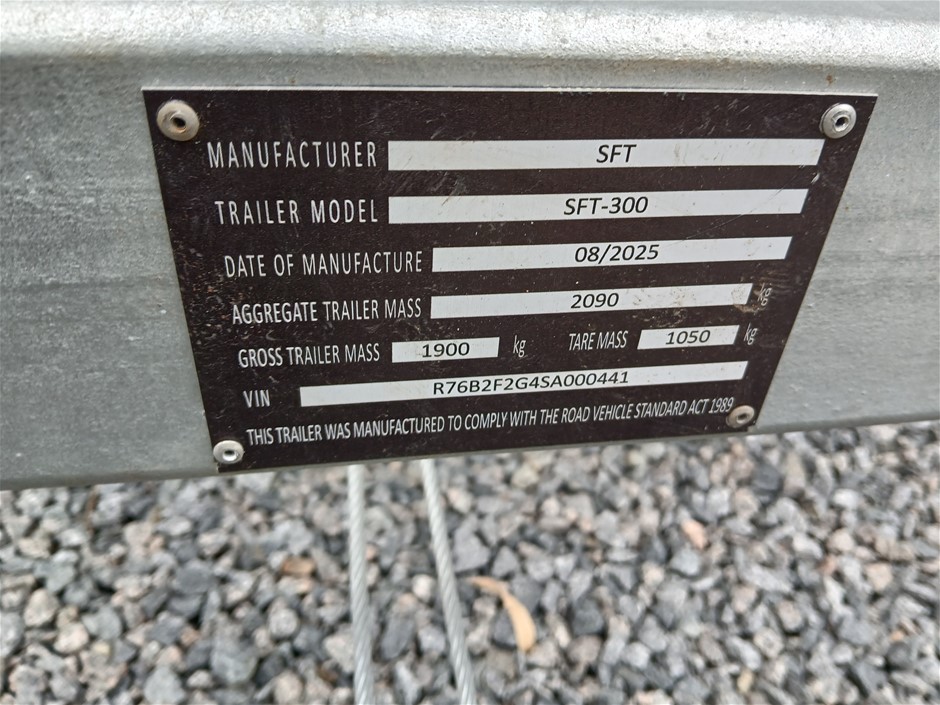 MANUFACTURER SFT
TRAILER MODEL SFT-300
DATE OF MANUFACTURE 08/2025
AGGREGATE TRAILER MASS 2090 kg
GROSS TRAILER MASS 1900 kg TARE MASS 1050 kg
VIN R76B2F2G4SA000441
THIS TRAILER WAS MANUFACTURED TO COMPLY WITH THE ROAD VEHICLE STANDARD ACT 1989